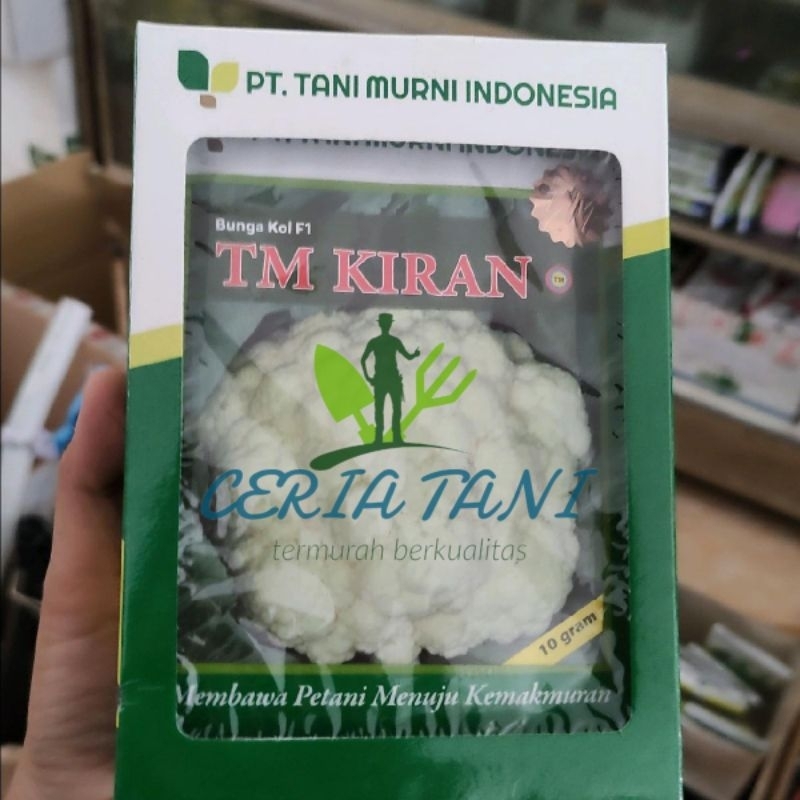 PT. TANI MURNI INDONESIA
Bunga Kol F1
TM KIRAN
TM
CERIA TANI
termurah berkualitas
10 gram
Membawa Petani Menuju Kemakmuran